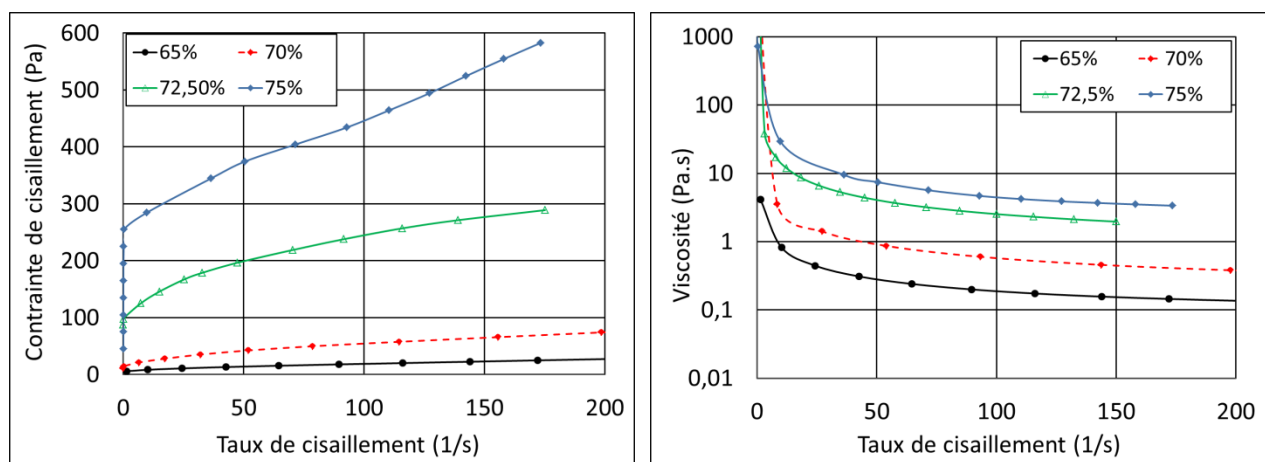 600
500
400
300
200
100
0
Contrainte de cisaillement (Pa)
65% 70%
72,50% 75%
0 50 100 150 200
Taux de cisaillement (1/s)
1000
100
10
1
0,1
0,01
Viscosité (Pa.s)
65% 70%
72,5% 75%
0 50 100 150 200
Taux de cisaillement (1/s)